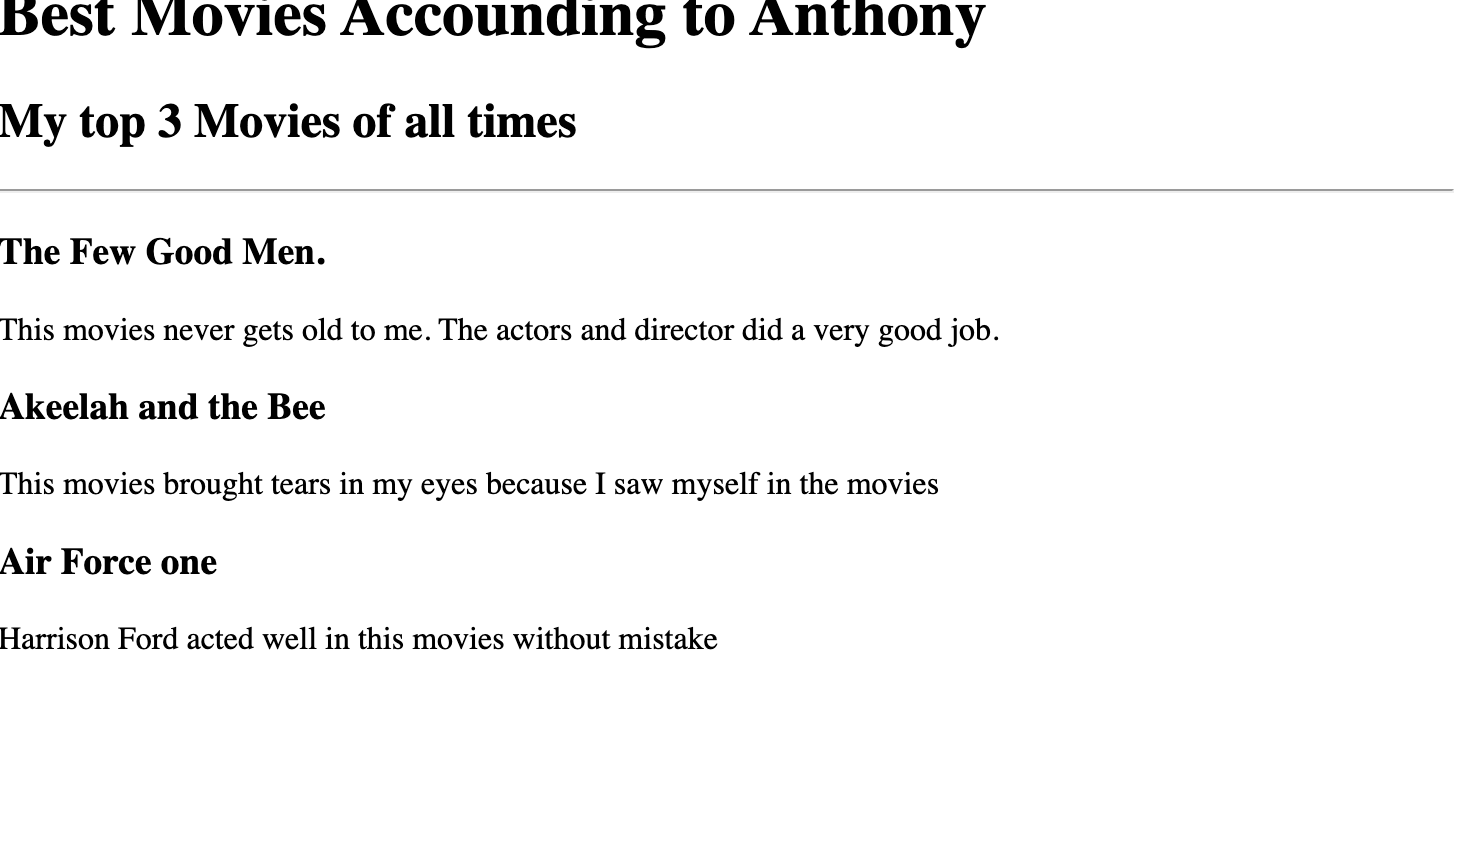 Best Movies Accounding to Anthony
My top 3 Movies of all times
The Few Good Men.
This movies never gets old to me. The actors and director did a very good job.
Akeelah and the Bee
This movies brought tears in my eyes because I saw myself in the movies
Air Force one
Harrison Ford acted well in this movies without mistake